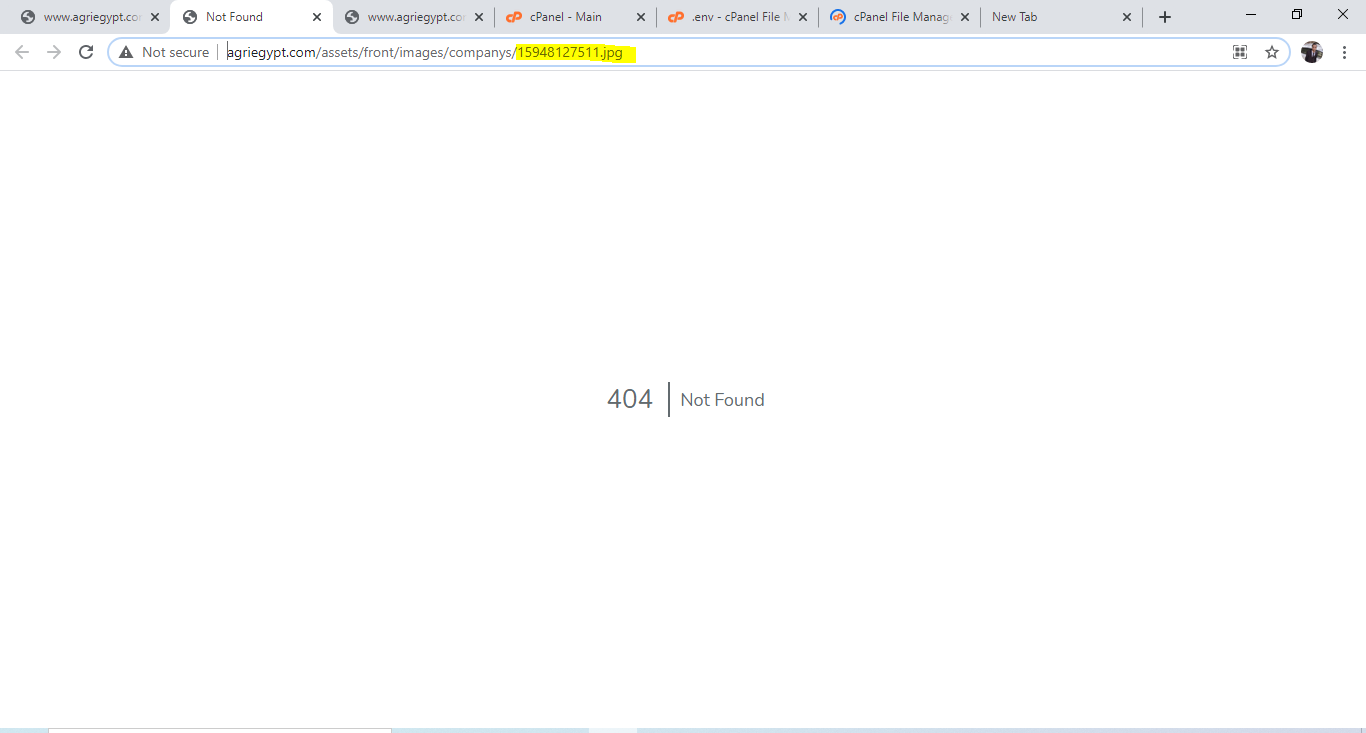 www.agriegypt.co
Not Found
www.agriegypt.co
cPanel - Main
.env - cPanel File M
cPanel File Manag
New Tab
Not secure
agriegypt.com/assets/front/images/companys/15948127511.jpg
404
Not Found